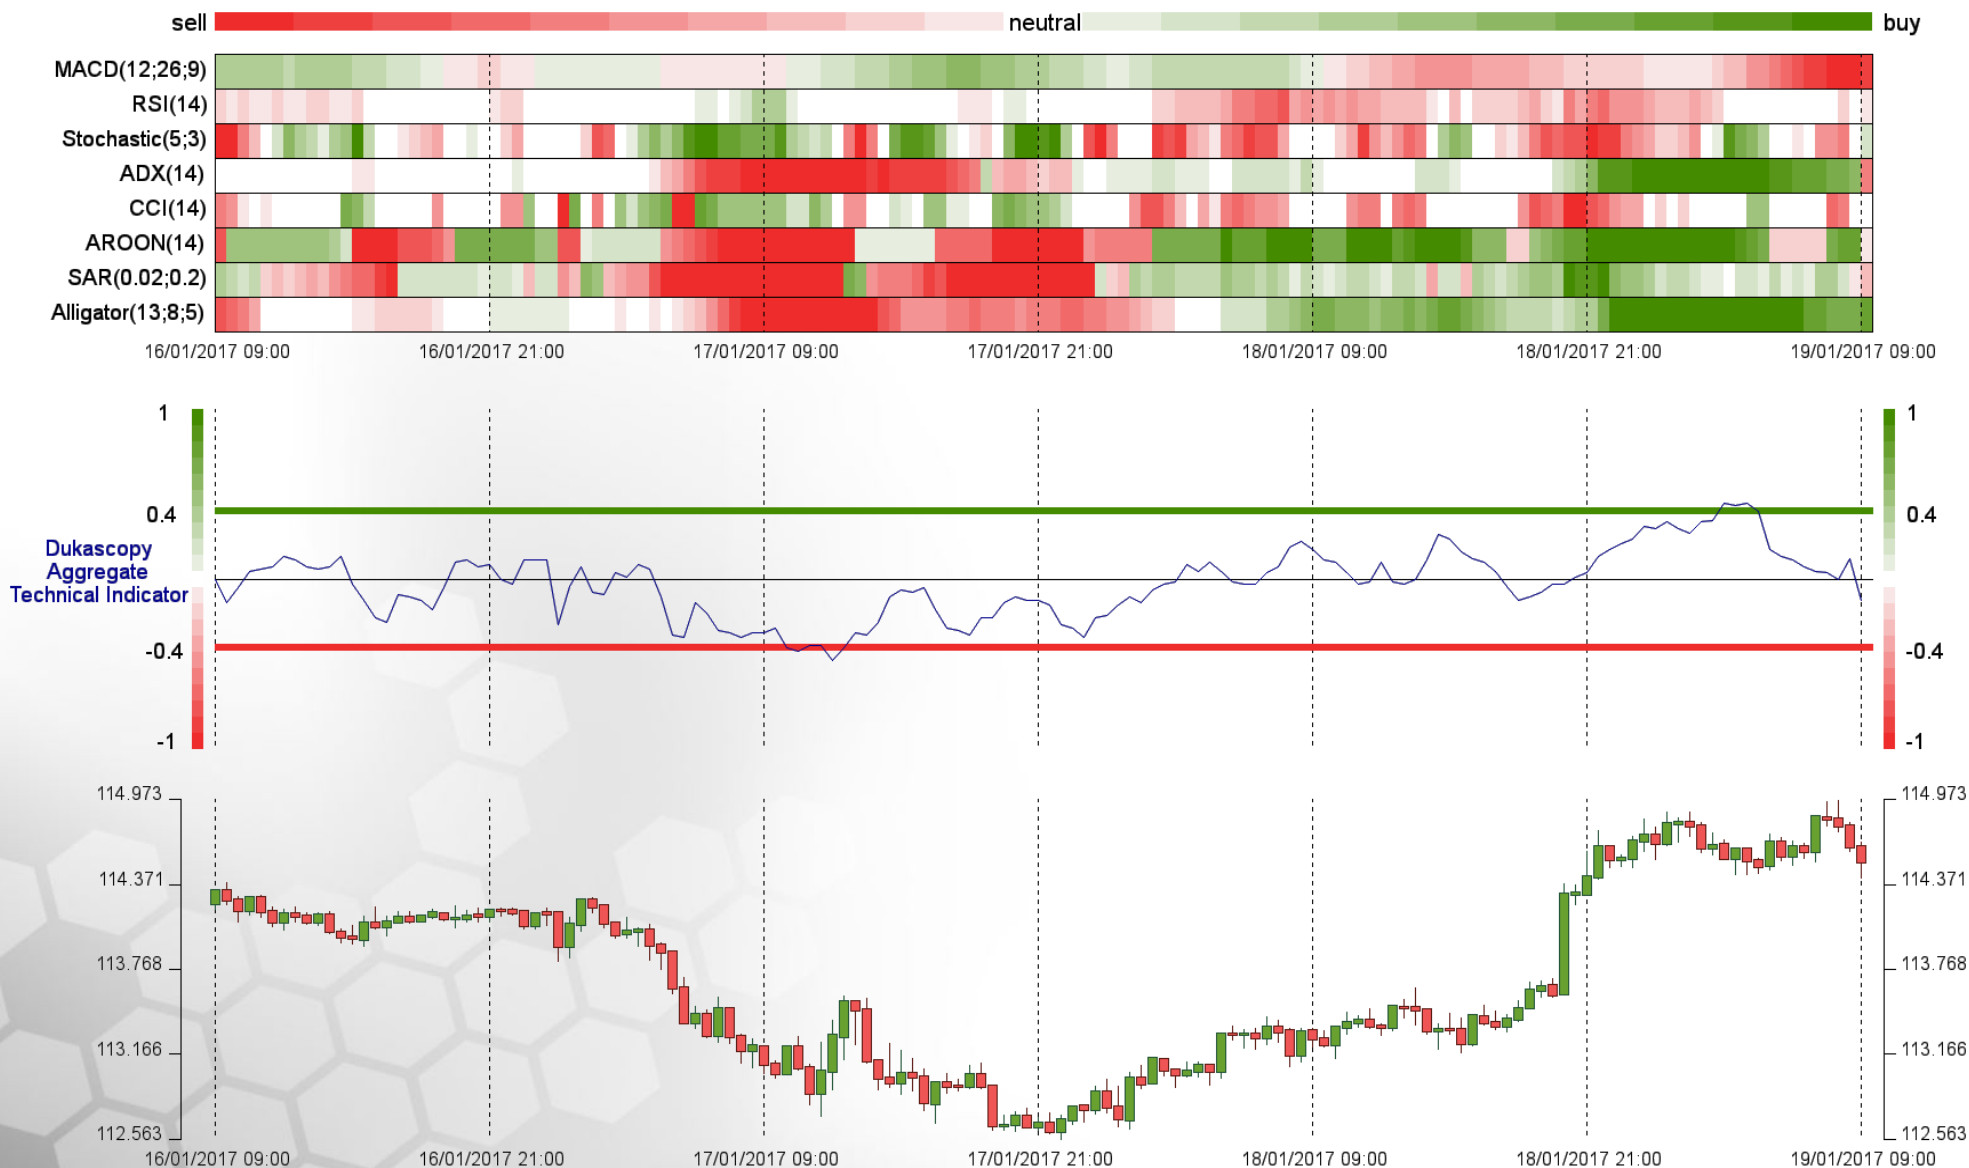 sell neutral buy
MACD(12;26;9)
RSI(14)
Stochastic(5;3)
ADX(14)
CCI(14)
AROON(14)
SAR(0.02;0.2)
Alligator(13;8;5)
16/01/2017 09:00 16/01/2017 21:00 17/01/2017 09:00 17/01/2017 21:00 18/01/2017 09:00 18/01/2017 21:00 19/01/2017 09:00
1 1
0.4 0.4
Dukascopy
Aggregate
Technical Indicator
-0.4 -0.4
-1 -1
114.973 114.973
114.371 114.371
113.768 113.768
113.166 113.166
112.563 112.563
16/01/2017 09:00 16/01/2017 21:00 17/01/2017 09:00 17/01/2017 21:00 18/01/2017 09:00 18/01/2017 21:00 19/01/2017 09:00